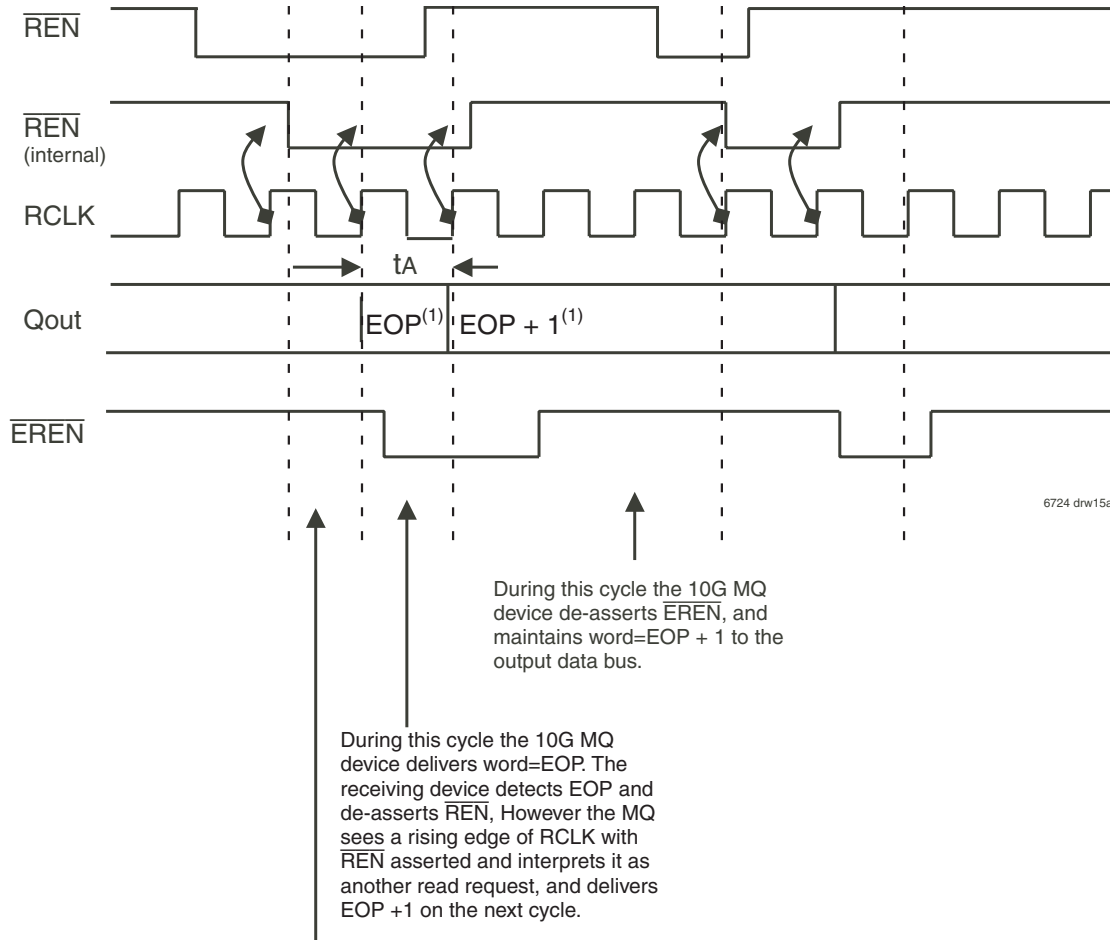 REN
REN
(internal)
RCLK
tA
Qout
EOP(1)
EOP + 1(1)
EREN
6724 drw15a
During this cycle the 10G MQ
device de-asserts EREN, and
maintains word=EOP + 1 to the
output data bus.
During this cycle the 10G MQ
device delivers word=EOP. The
receiving device detects EOP and
de-asserts REN, However the MQ
sees a rising edge of RCLK with
REN asserted and interprets it as
another read request, and delivers
EOP +1 on the next cycle.